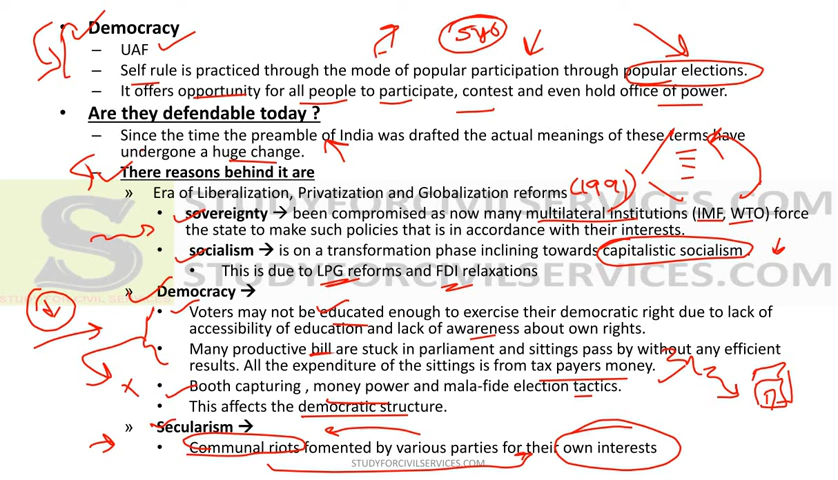 • Democracy
– UAF
546
– Self rule is practiced through the mode of popular participation through popular elections.
– It offers opportunity for all people to participate, contest and even hold office of power.
• Are they defendable today ?
– Since the time the preamble of India was drafted the actual meanings of these terms have
undergone a huge change.
– There reasons behind it are
» Era of Liberalization, Privatization and Globalization reforms (1991)
• sovereignty → been compromised as now many multilateral institutions (IMF, WTO) force
the state to make such policies that is in accordance with their interests.
• socialism → is on a transformation phase inclining towards capitalistic socialism.
• This is due to LPG reforms and FDI relaxations
» Democracy →
• Voters may not be educated enough to exercise their democratic right due to lack of
accessibility of education and lack of awareness about own rights.
• Many productive bill are stuck in parliament and sittings pass by without any efficient
results. All the expenditure of the sittings is from tax payers money.
• Booth capturing , money power and mala-fide election tactics.
• This affects the democratic structure.
» Secularism →
• Communal riots fomented by various parties for their own interests
STUDYFORCIVILSERVICES.COM
STUDYFORCIVILSERVICES.COM
STUDYFORCIVILSERVICES.COM